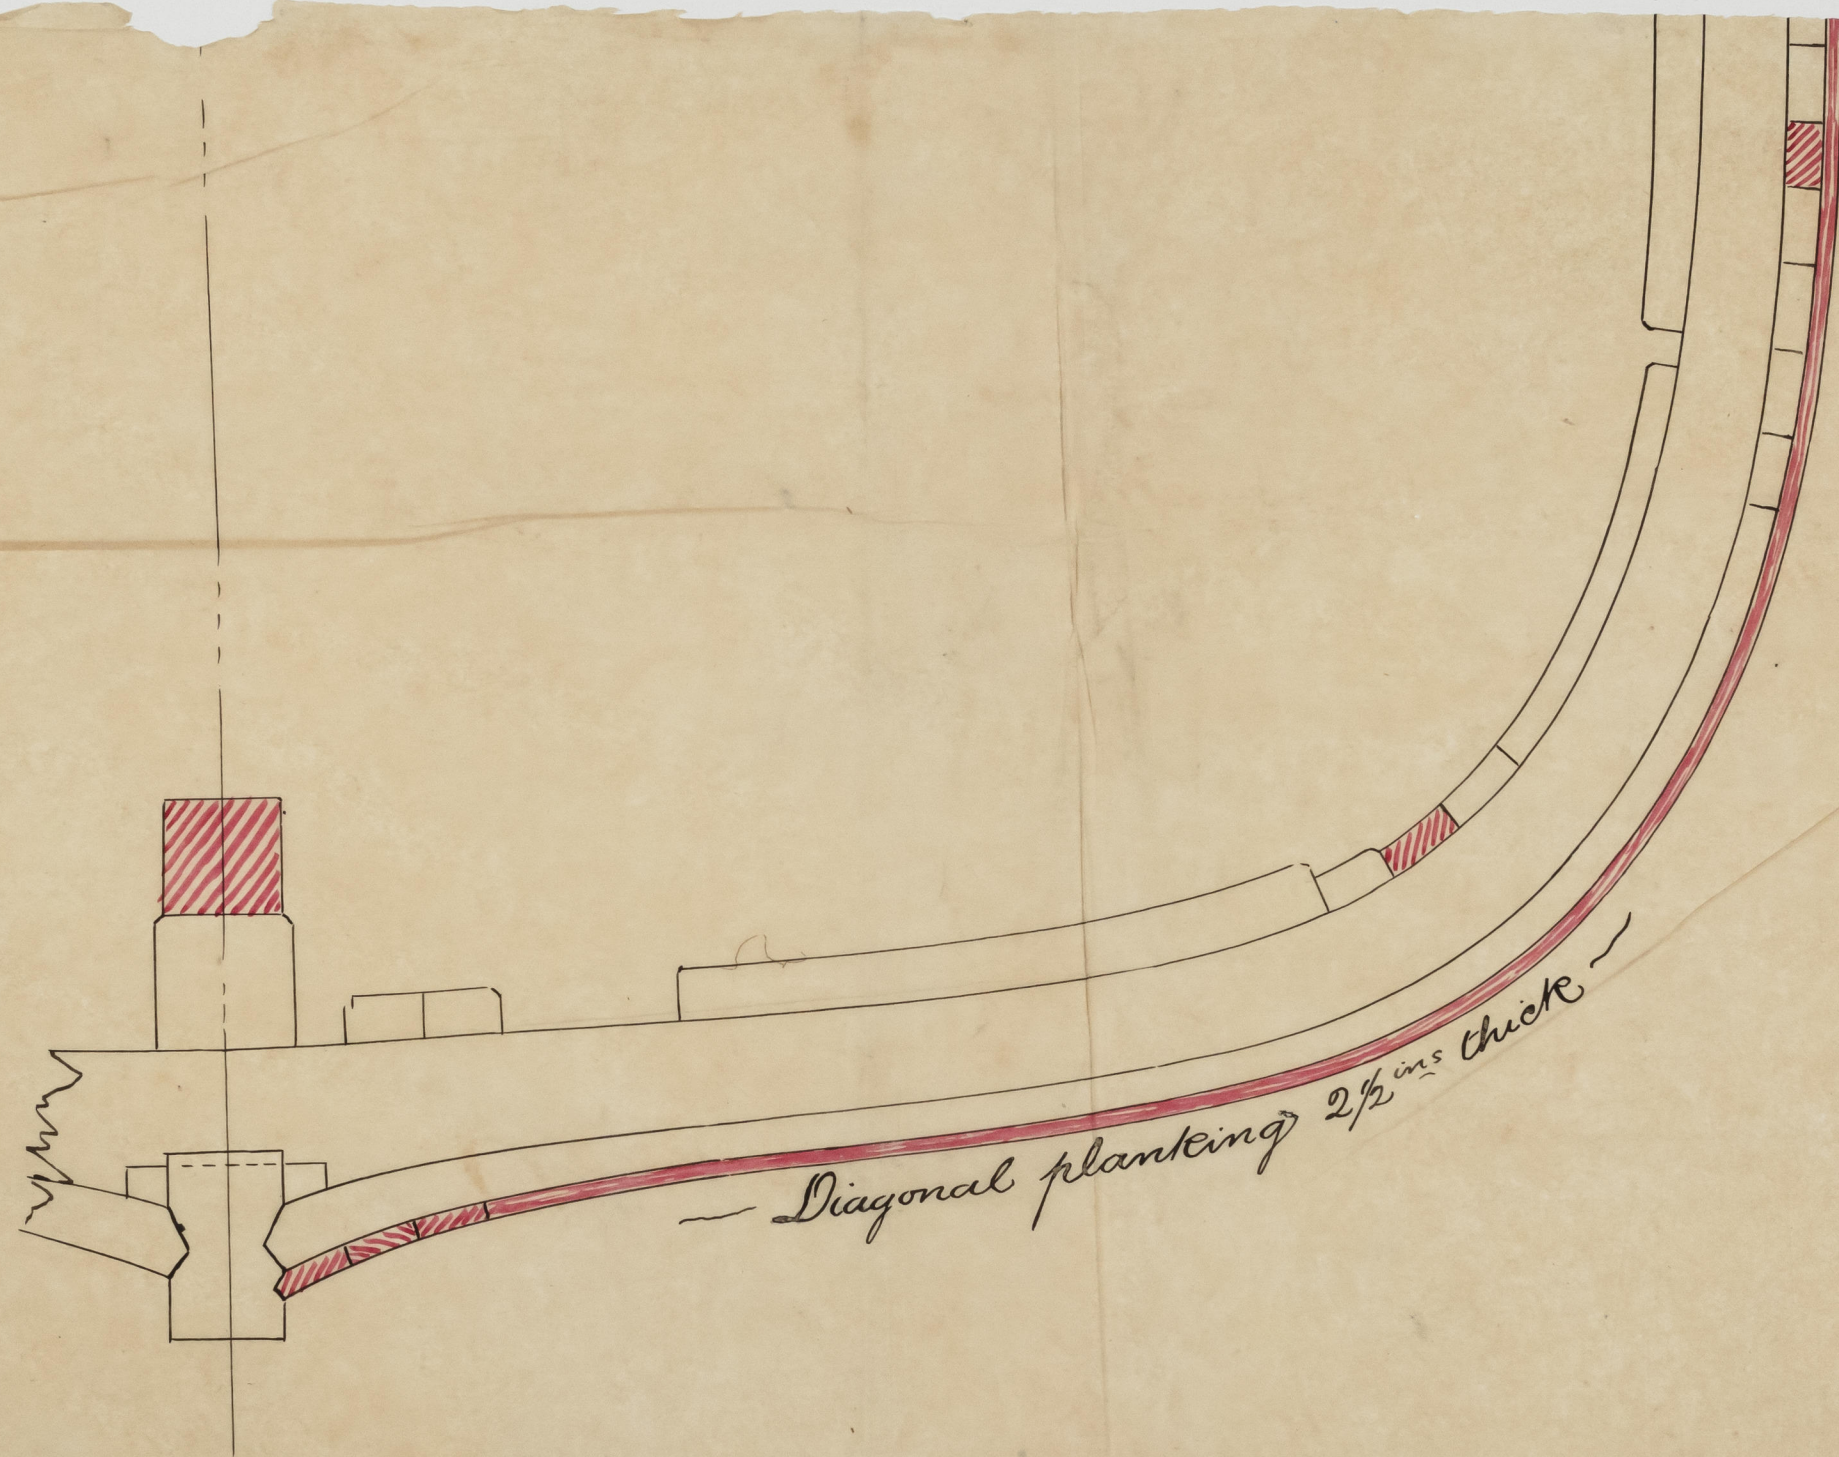 — Diagonal planking 2½ ins thick —